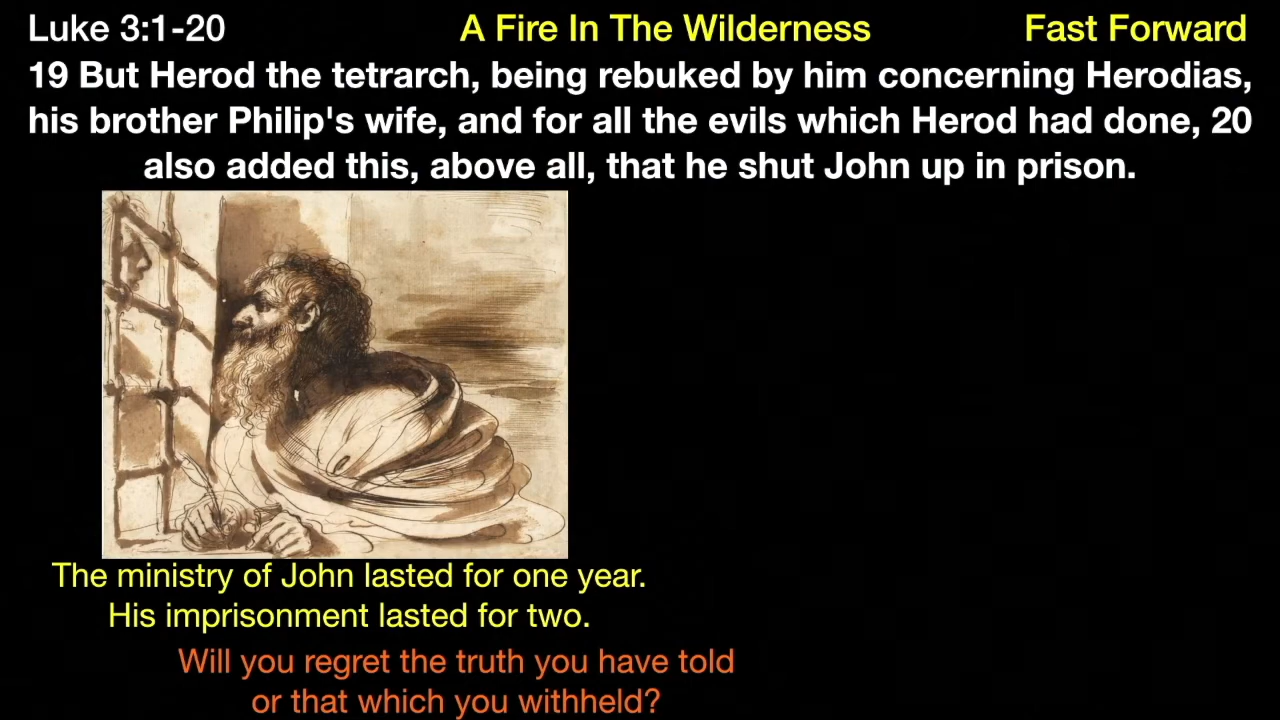 Luke 3:1-20 A Fire In The Wilderness Fast Forward
19 But Herod the tetrarch, being rebuked by him concerning Herodias,
his brother Philip's wife, and for all the evils which Herod had done, 20
also added this, above all, that he shut John up in prison.
The ministry of John lasted for one year.
His imprisonment lasted for two.
Will you regret the truth you have told
or that which you withheld?